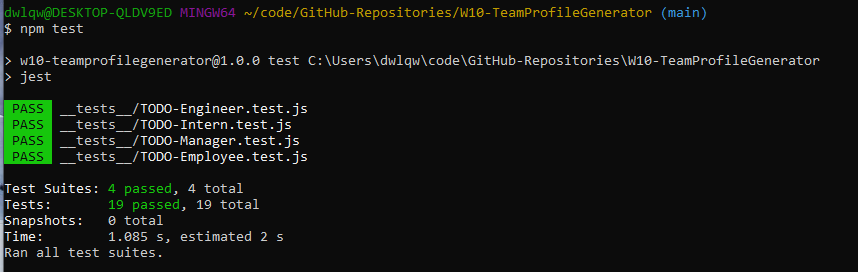 dwlqw@DESKTOP-QLDV9ED MINGW64 ~/code/GitHub-Repositories/W10-TeamProfileGenerator (main)
$ npm test
> w10-teamprofilegenerator@1.0.0 test C:\Users\dwlqw\code\GitHub-Repositories\W10-TeamProfileGenerator
> jest
PASS __tests__/TODO-Engineer.test.js
PASS __tests__/TODO-Intern.test.js
PASS __tests__/TODO-Manager.test.js
PASS __tests__/TODO-Employee.test.js
Test Suites: 4 passed, 4 total
Tests: 19 passed, 19 total
Snapshots: 0 total
Time: 1.085 s, estimated 2 s
Ran all test suites.